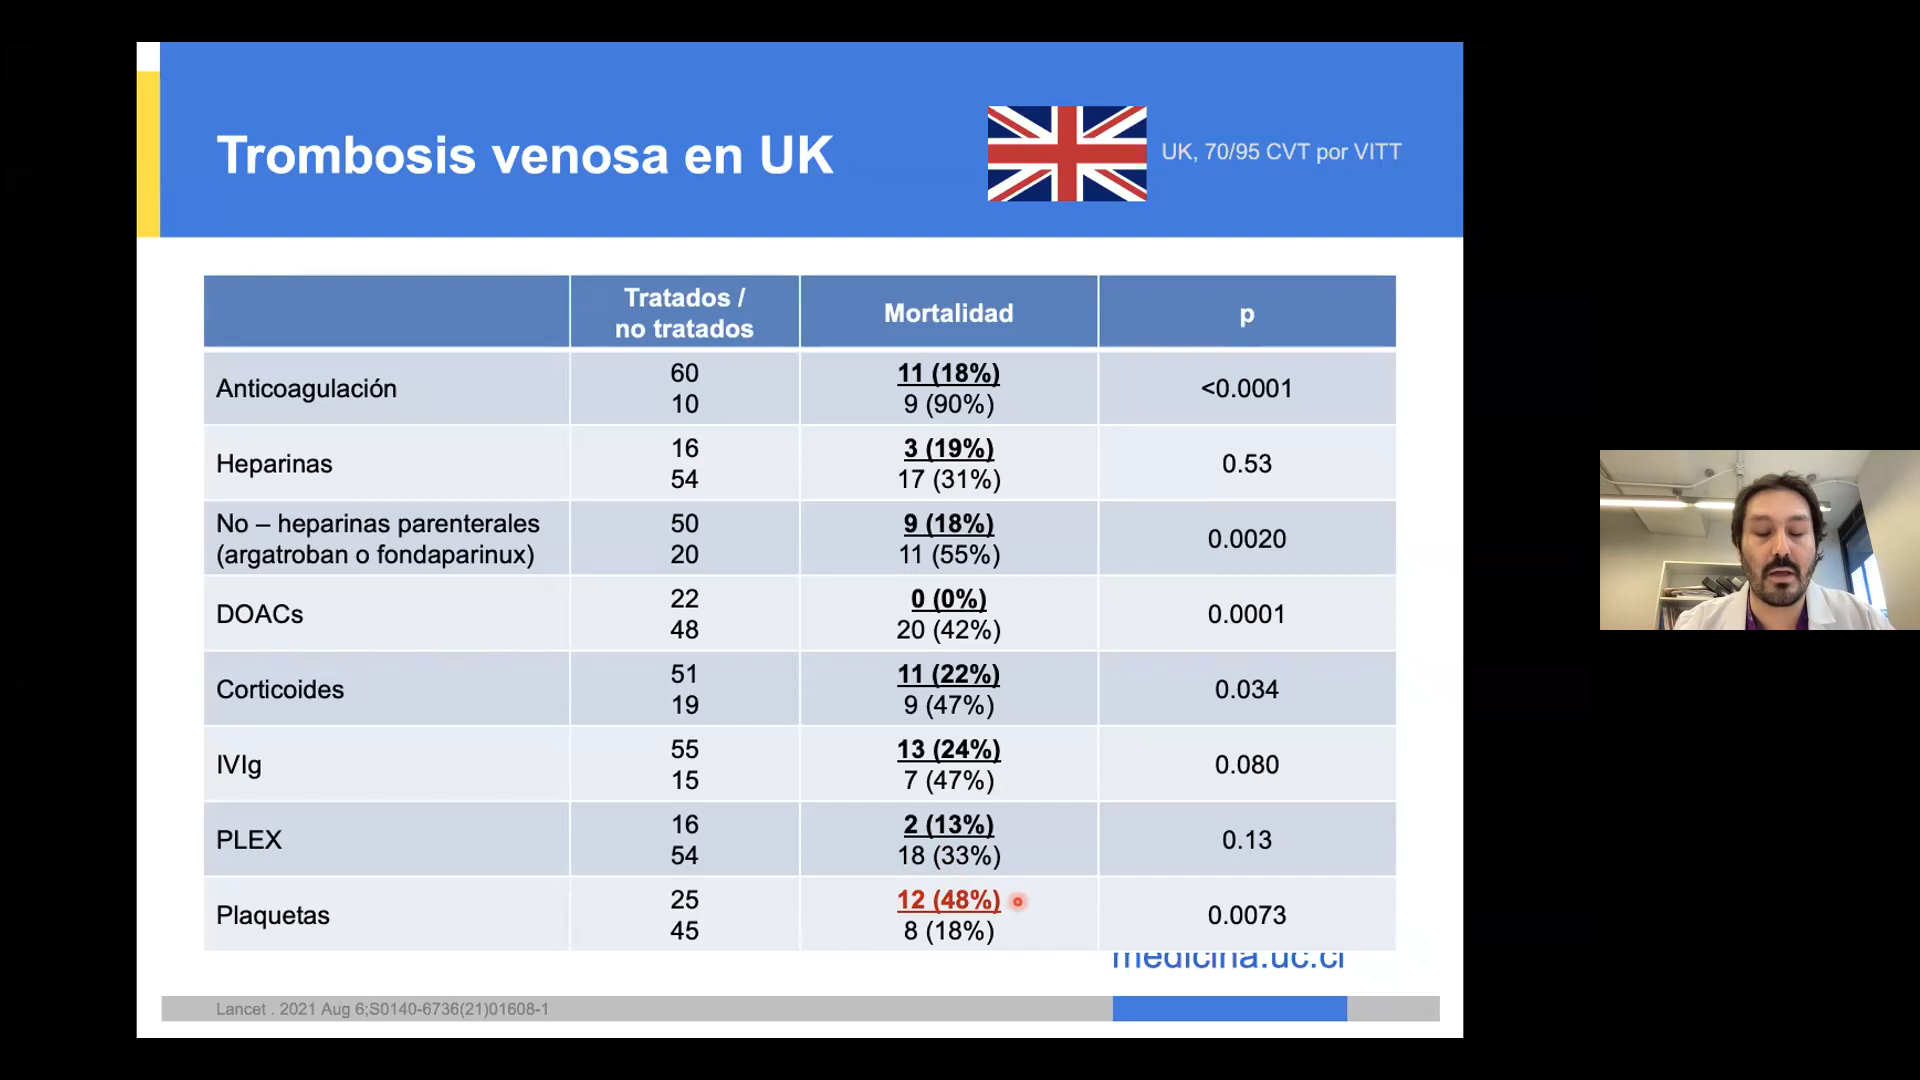 Trombosis venosa en UK
UK, 70/95 CVT por VITT
Tratados /
no tratados
Mortalidad
p
Anticoagulación
60
10
11 (18%)
9 (90%)
<0.0001
Heparinas
16
54
3 (19%)
17 (31%)
0.53
No – heparinas parenterales
(argatroban o fondaparinux)
50
20
9 (18%)
11 (55%)
0.0020
DOACs
22
48
0 (0%)
20 (42%)
0.0001
Corticoides
51
19
11 (22%)
9 (47%)
0.034
IVIg
55
15
13 (24%)
7 (47%)
0.080
PLEX
16
54
2 (13%)
18 (33%)
0.13
Plaquetas
25
45
12 (48%)
8 (18%)
0.0073
medicina.uc.cl
Lancet . 2021 Aug 6;S0140-6736(21)01608-1